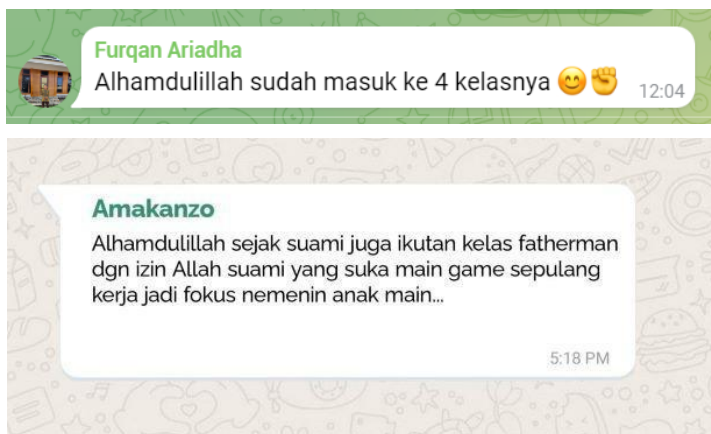 Furqan Ariadha
Alhamdulillah sudah masuk ke 4 kelasnya 😊✊
12:04
Amakanzo
Alhamdulillah sejak suami juga ikutan kelas fatherman
dgn izin Allah suami yang suka main game sepulang
kerja jadi fokus nemenin anak main...
5:18 PM